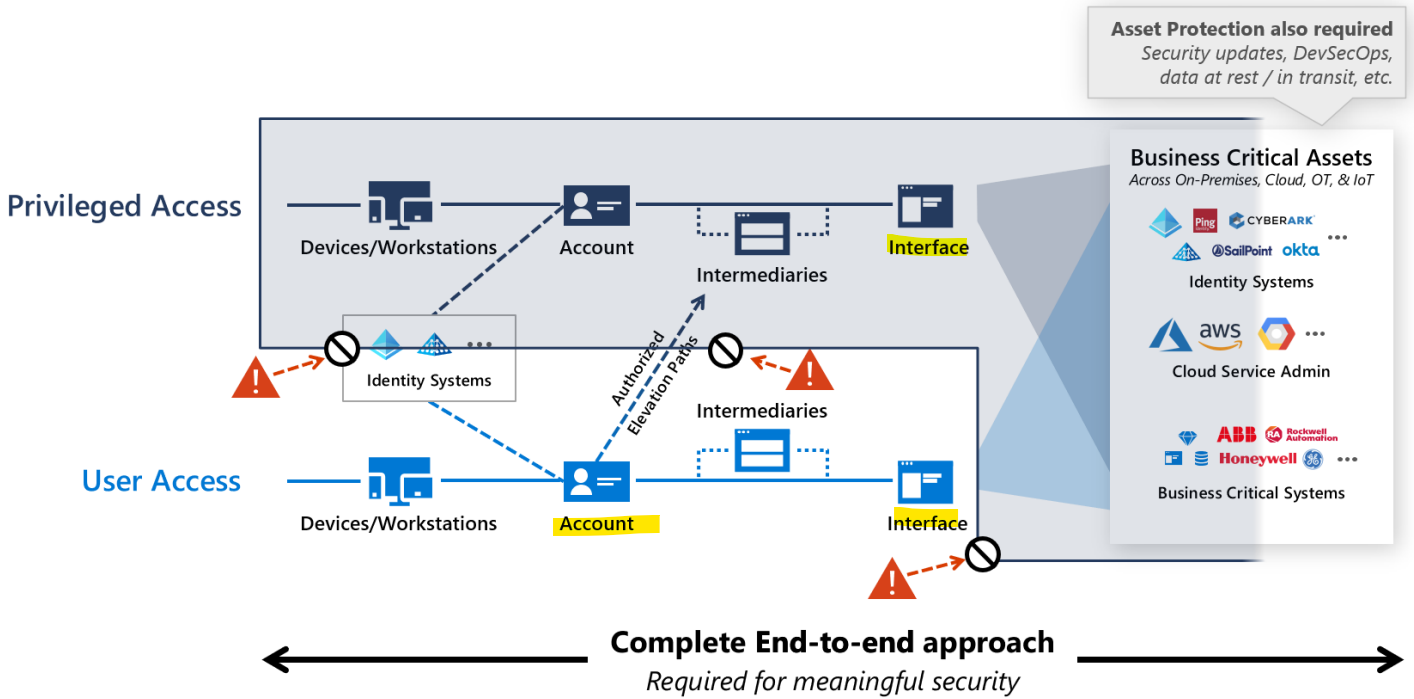 Asset Protection also required
Security updates, DevSecOps,
data at rest / in transit, etc.
Privileged Access
Devices/Workstations
Account
Intermediaries
Interface
Business Critical Assets
Across On-Premises, Cloud, OT, & IoT
Ping
CYBERARK
SailPoint
okta
...
Identity Systems
aws
...
Cloud Service Admin
ABB
RA
Rockwell
Automation
Honeywell
GE
...
Business Critical Systems
...
Identity Systems
Authorized
Elevation Paths
User Access
Devices/Workstations
Account
Intermediaries
Interface
Complete End-to-end approach
Required for meaningful security